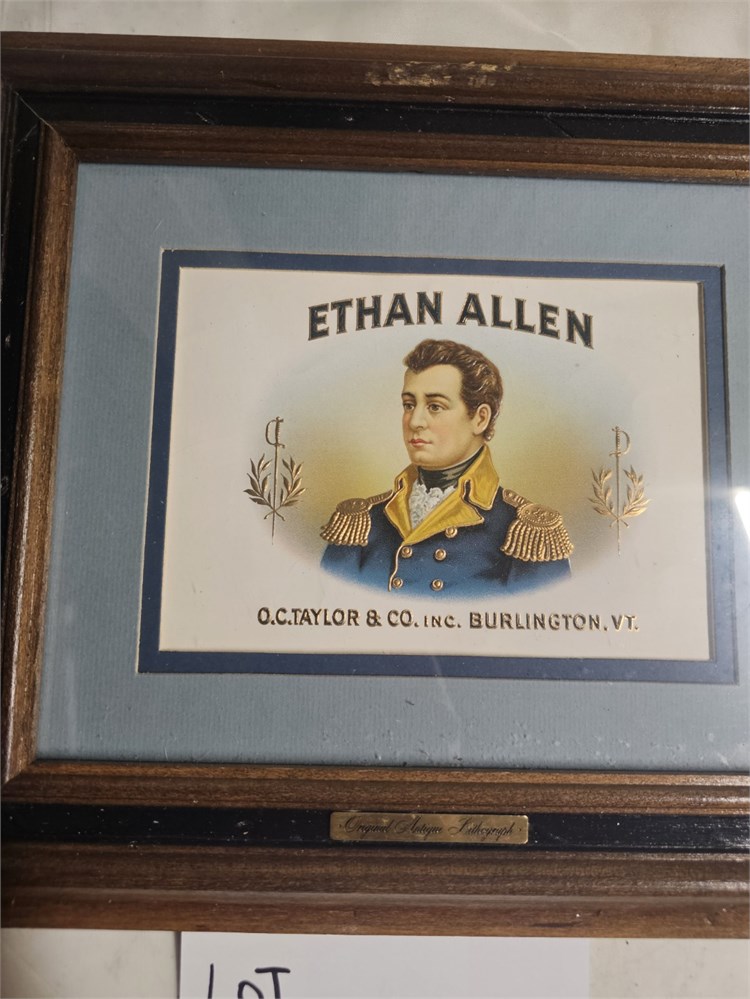 ETHAN ALLEN
O.C.TAYLOR & CO. INC. BURLINGTON, VT.
Original Antique Lithograph
LOT